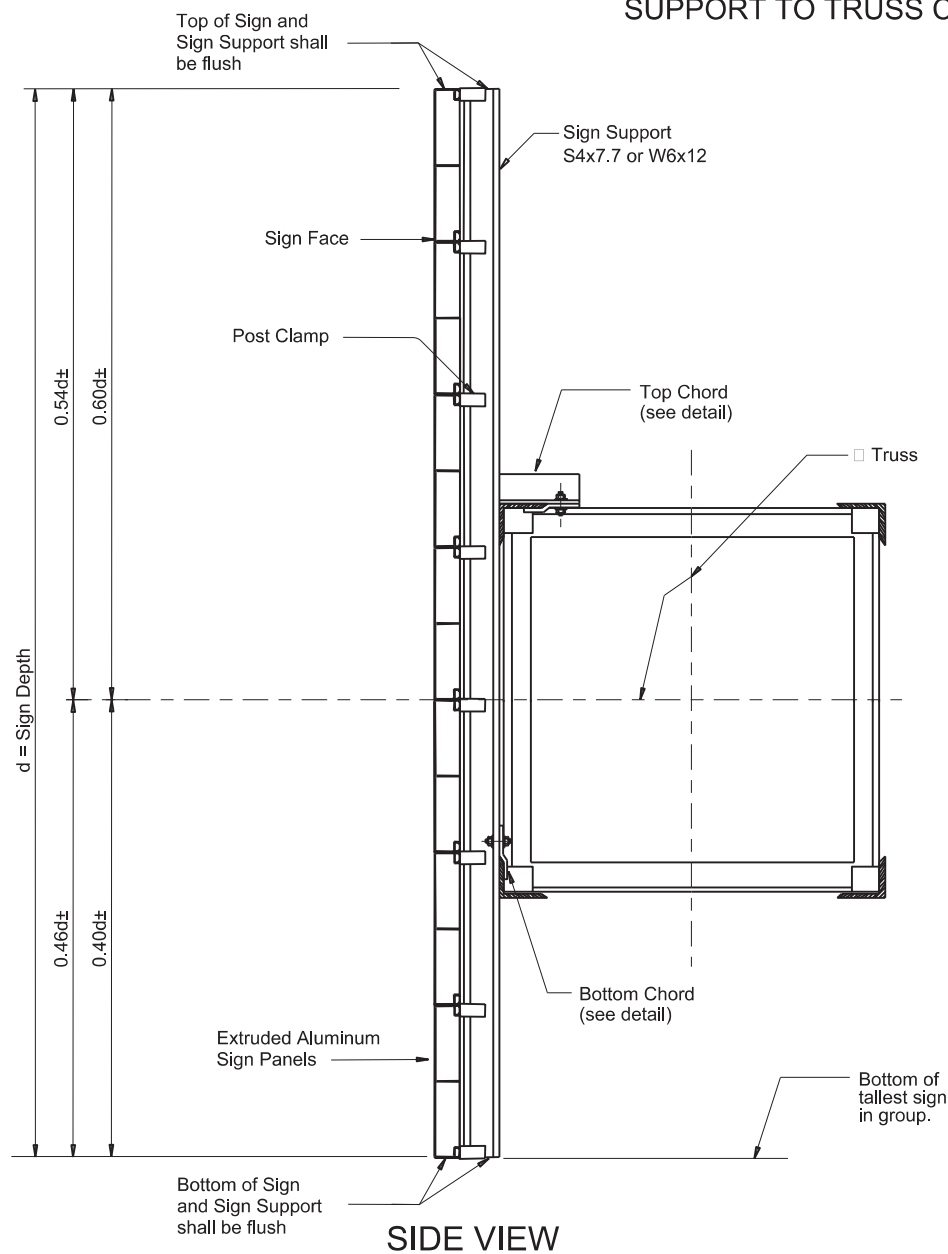 SUPPORT TO TRUSS C
Top of Sign and
Sign Support shall
be flush
Sign Support
S4x7.7 or W6x12
Sign Face
Post Clamp
Top Chord
(see detail)
Truss
0.54d±
0.60d±
d = Sign Depth
0.46d±
0.40d±
Bottom Chord
(see detail)
Extruded Aluminum
Sign Panels
Bottom of
tallest sign
in group.
Bottom of Sign
and Sign Support
shall be flush
SIDE VIEW